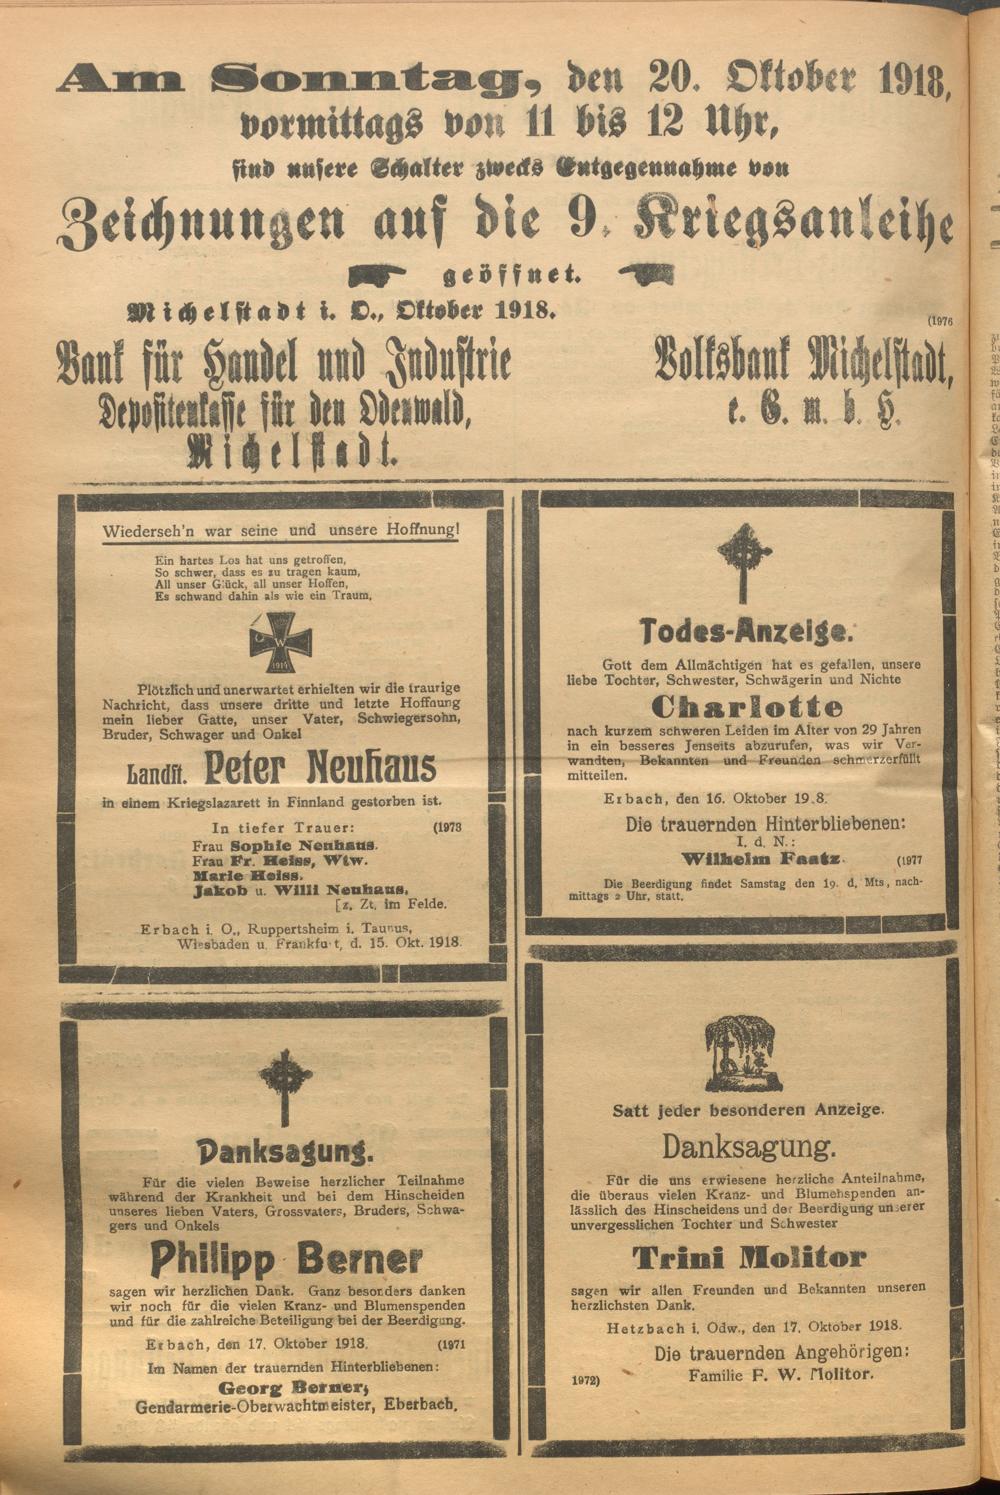 Am Sonntag, den 20. Oktober 1918,
vormittags von 11 bis 12 Uhr,
sind unsere Schalter zwecks Entgegennahme von
Zeichnungen auf die 9. Kriegsanleihe
geöffnet.
Michelstadt i. O., Oktober 1918.
(1976
Bank für Handel und Industrie
Depositenkasse für den Odenwald,
Michelstadt.
Volksbank Michelstadt,
e. G. m. b. H.
Wiederseh'n war seine und unsere Hoffnung!
Ein hartes Los hat uns getroffen,
So schwer, dass es zu tragen kaum,
All unser Glück, all unser Hoffen,
Es schwand dahin als wie ein Traum,
W
1914
Plötzlich und unerwartet erhielten wir die traurige
Nachricht, dass unsere dritte und letzte Hoffnung
mein lieber Gatte, unser Vater, Schwiegersohn,
Bruder, Schwager und Onkel
Landst. Peter Neuhaus
in einem Kriegslazarett in Finnland gestorben ist.
In tiefer Trauer: (1973
Frau Sophie Neuhaus.
Frau Fr. Heiss, Wtw.
Marie Heiss.
Jakob u. Willi Neuhaus,
[z. Zt. im Felde.
Erbach i. O., Ruppertsheim i. Taunus,
Wiesbaden u. Frankfu t, d. 15. Okt. 1918.
Danksagung.
Für die vielen Beweise herzlicher Teilnahme
während der Krankheit und bei dem Hinscheiden
unseres lieben Vaters, Grossvaters, Bruders, Schwa-
gers und Onkels
Philipp Berner
sagen wir herzlichen Dank. Ganz besonders danken
wir noch für die vielen Kranz- und Blumenspenden
und für die zahlreiche Beteiligung bei der Beerdigung.
Erbach, den 17. Oktober 1918. (1971
Im Namen der trauernden Hinterbliebenen:
Georg Berner,
Gendarmerie-Oberwachtmeister, Eberbach.
Todes-Anzeige.
Gott dem Allmächtigen hat es gefallen, unsere
liebe Tochter, Schwester, Schwägerin und Nichte
Charlotte
nach kurzem schweren Leiden im Alter von 29 Jahren
in ein besseres Jenseits abzurufen, was wir Ver-
wandten, Bekannten und Freunden schmerzerfüllt
mitteilen.
Erbach, den 16. Oktober 19.8.
Die trauernden Hinterbliebenen:
I. d. N.:
Wilhelm Faatz. (1977
Die Beerdigung findet Samstag den 19. d. Mts, nach-
mittags 2 Uhr, statt.
Satt jeder besonderen Anzeige.
Danksagung.
Für die uns erwiesene herzliche Anteilnahme,
die überaus vielen Kranz- und Blumenspenden an-
lässlich des Hinscheidens und der Beerdigung unserer
unvergesslichen Tochter und Schwester
Trini Molitor
sagen wir allen Freunden und Bekannten unseren
herzlichsten Dank.
Hetzbach i. Odw., den 17. Oktober 1918.
Die trauernden Angehörigen:
1972) Familie F. W. Molitor.